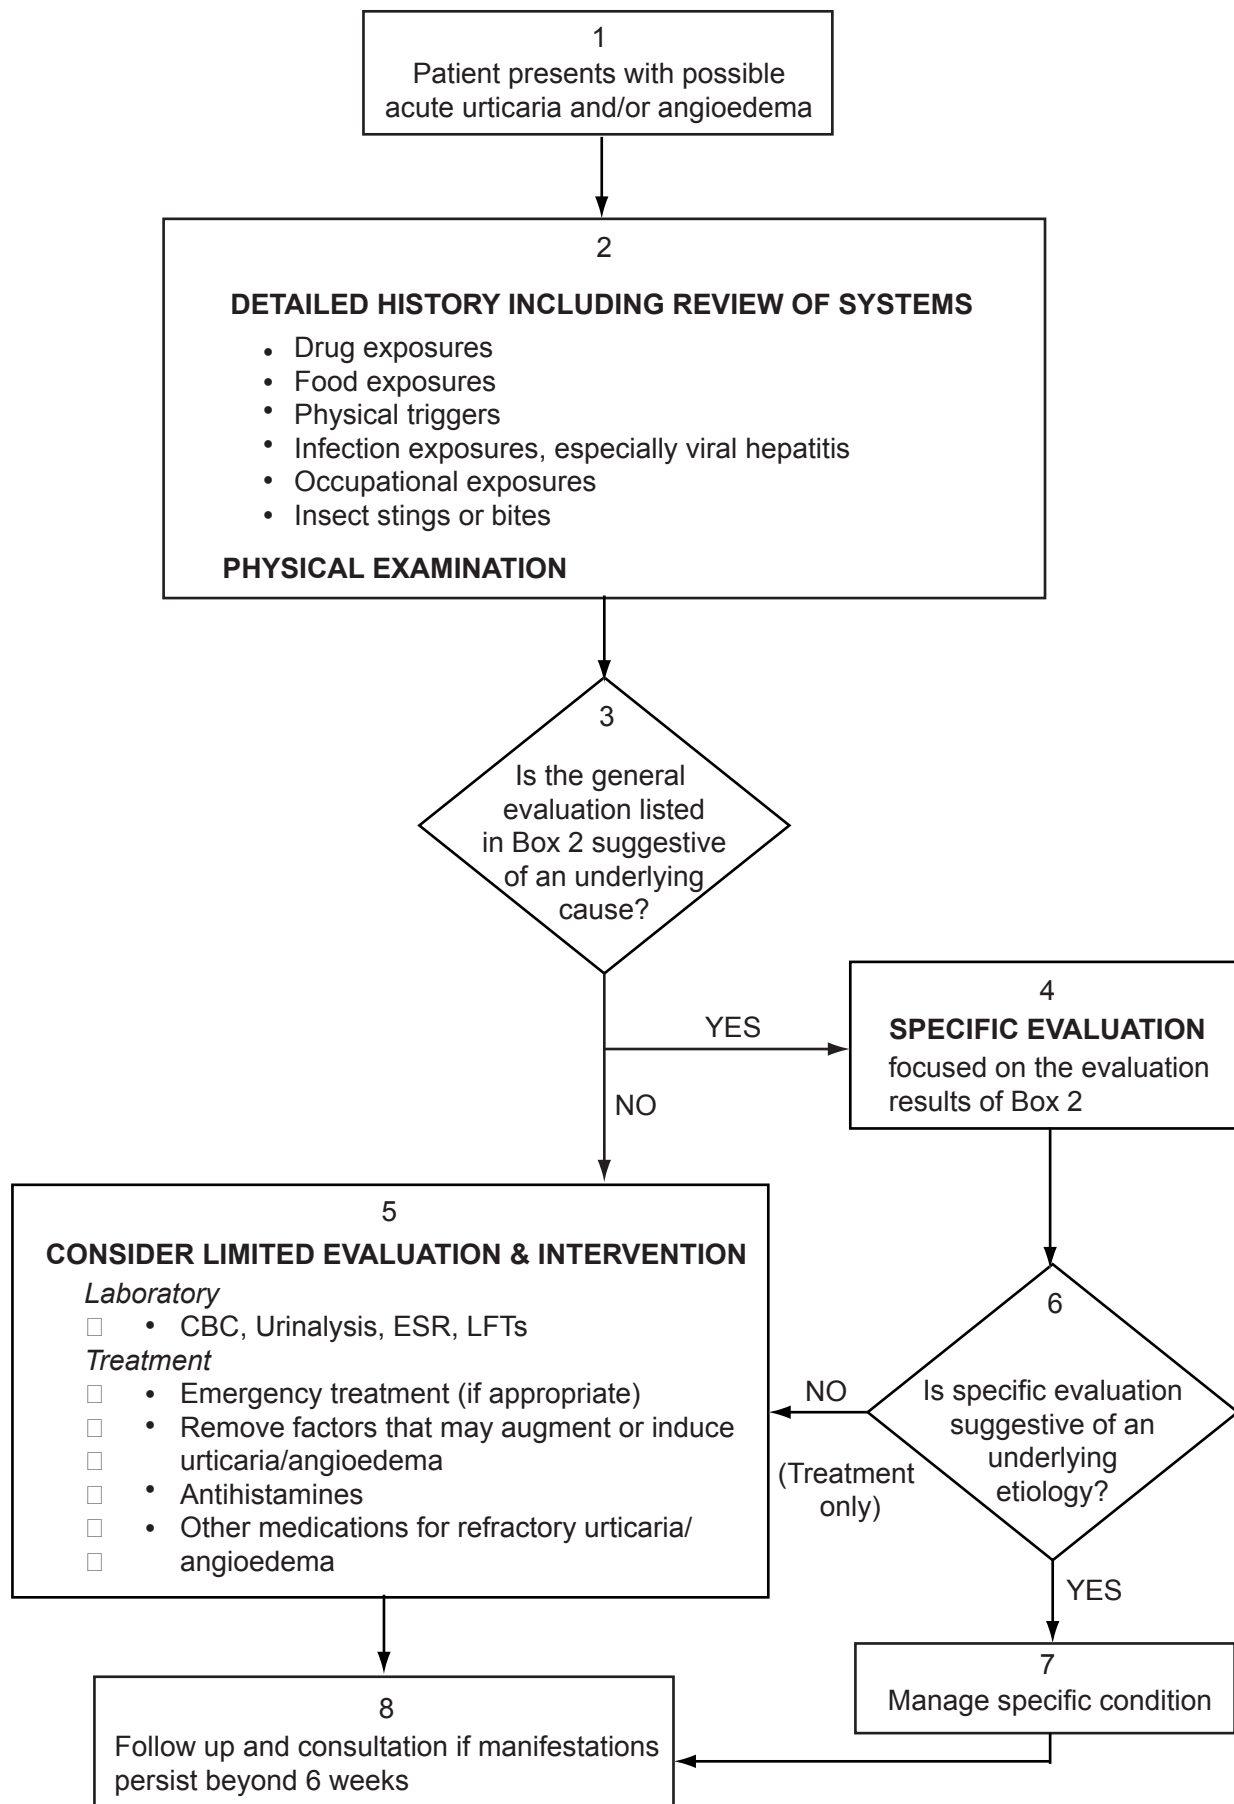 1
Patient presents with possible
acute urticaria and/or angioedema
2
DETAILED HISTORY INCLUDING REVIEW OF SYSTEMS
• Drug exposures
• Food exposures
• Physical triggers
• Infection exposures, especially viral hepatitis
• Occupational exposures
• Insect stings or bites
PHYSICAL EXAMINATION
3
Is the general
evaluation listed
in Box 2 suggestive
of an underlying
cause?
YES
NO
4
SPECIFIC EVALUATION
focused on the evaluation
results of Box 2
5
CONSIDER LIMITED EVALUATION & INTERVENTION
Laboratory
□ • CBC, Urinalysis, ESR, LFTs
Treatment
□ • Emergency treatment (if appropriate)
□ • Remove factors that may augment or induce
□ urticaria/angioedema
□ • Antihistamines
□ • Other medications for refractory urticaria/
□ angioedema
6
Is specific evaluation
suggestive of an
underlying
etiology?
NO
(Treatment
only)
YES
7
Manage specific condition
8
Follow up and consultation if manifestations
persist beyond 6 weeks